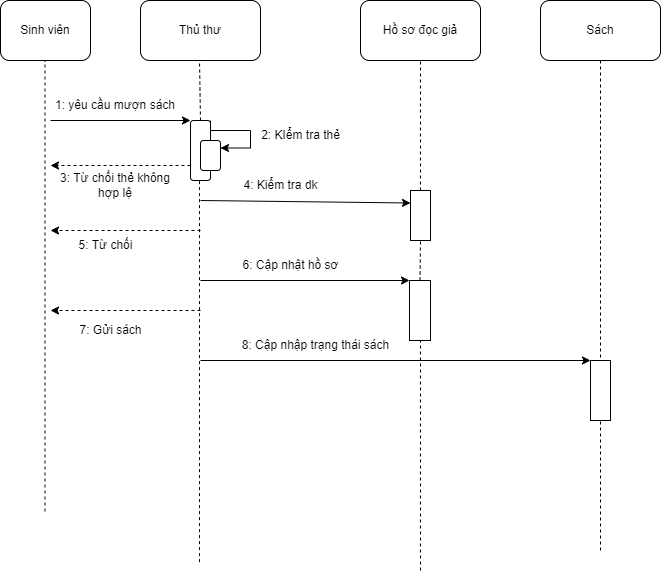 Sinh viên
Thủ thư
Hồ sơ đọc giả
Sách
1: yêu cầu mượn sách
2: KIểm tra thẻ
3: Từ chối thẻ không
hợp lệ
4: Kiểm tra dk
5: Từ chối
6: Cập nhật hồ sơ
7: Gửi sách
8: Cập nhập trạng thái sách